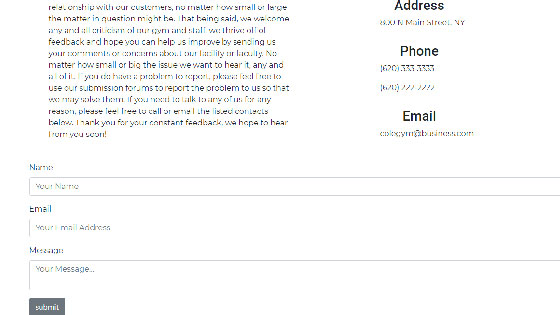 relationship with our customers, no matter how small or large
the matter in question might be. That being said, we welcome
any and all criticism of our gym and staff, we thrive off of
feedback and hope you can help us improve by sending us
your comments or concerns about our facility or faculty. No
matter how small or big the issue we want to hear it, any and
all of it. If you do have a problem to report, please feel free to
use our submission forums to report the problem to us so that
we may solve them. If you need to talk to any of us for any
reason, please feel free to call or email the listed contacts
below. Thank you for your constant feedback, we hope to hear
from you soon!
Address
800 N Main Street, NY
Phone
(620) 333-3333
(620) 222-2222
Email
colegym@business.com
Name
Your Name
Email
Your Email Address
Message
Your Message...
submit